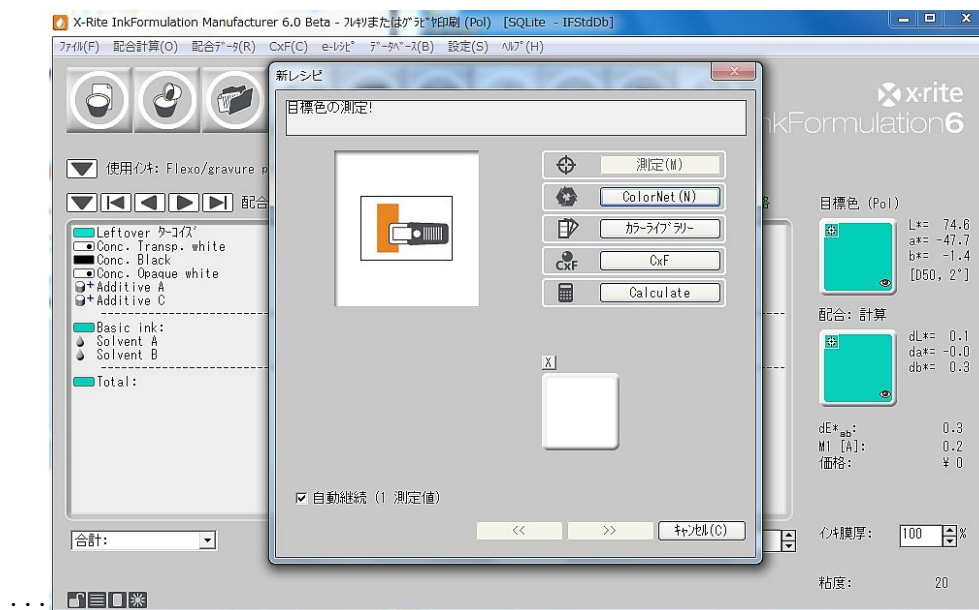 X-Rite InkFormulation Manufacturer 6.0 Beta - フレキソまたはグラビヤ印刷 (Pol) [SQLite - IFStdDb]
ファイル(F) 配合計算(O) 配合データ(R) CxF(C) e-レシピ データベース(B) 設定(S) ヘルプ(H)
新レシピ
目標色の測定!
x·rite
nkFormulation6
使用インキ: Flexo/gravure p
配合
測定(M)
ColorNet(N)
カラーライブラリー
CxF
CxF
Calculate
X
Leftover ターコイズ
Conc. Transp. white
Conc. Black
Conc. Opaque white
Additive A
Additive C
Basic ink:
Solvent A
Solvent B
Total:
目標色 (Pol)
L*= 74.6
a*= -47.7
b*= -1.4
[D50, 2°]
配合: 計算
dL*= 0.1
da*= -0.0
db*= 0.3
dE*ab: 0.3
M1 [A]: 0.2
価格: ¥ 0
自動継続 (1 測定値)
<< >> キャンセル(C)
合計:
インキ膜厚: 100 %
粘度: 20
...